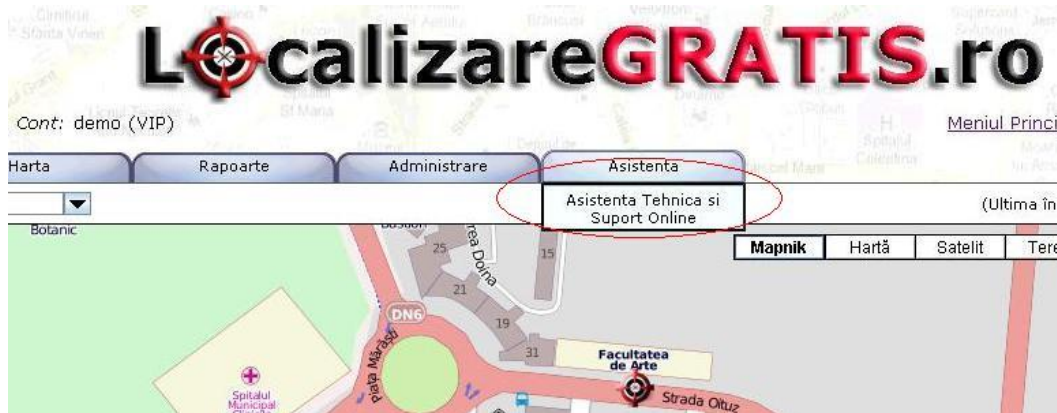 LocalizareGRATIS.ro
Cont: demo (VIP)
Meniul Princi
Harta
Rapoarte
Administrare
Asistenta
Asistenta Tehnica si
Suport Online
(Ultima în
Botanic
Mapnik
Hartă
Satelit
Tere
25
rea Doina
15
21
DN6
19
31
Piața Mărăști
Facultatea
de Arte
Spitalul
Municipal
Strada Oituz